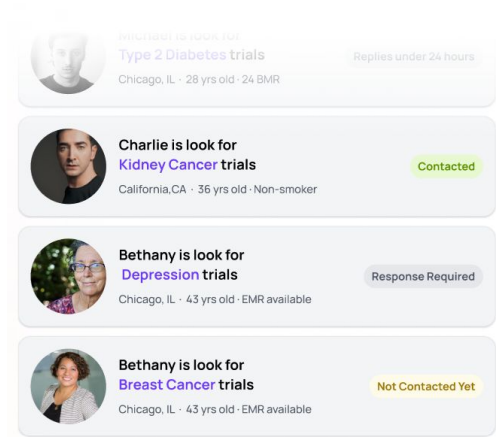 Michael is look for
Type 2 Diabetes trials
Replies under 24 hours
Chicago, IL · 28 yrs old · 24 BMR
Charlie is look for
Kidney Cancer trials
Contacted
California,CA · 36 yrs old · Non-smoker
Bethany is look for
Depression trials
Response Required
Chicago, IL · 43 yrs old · EMR available
Bethany is look for
Breast Cancer trials
Not Contacted Yet
Chicago, IL · 43 yrs old · EMR available